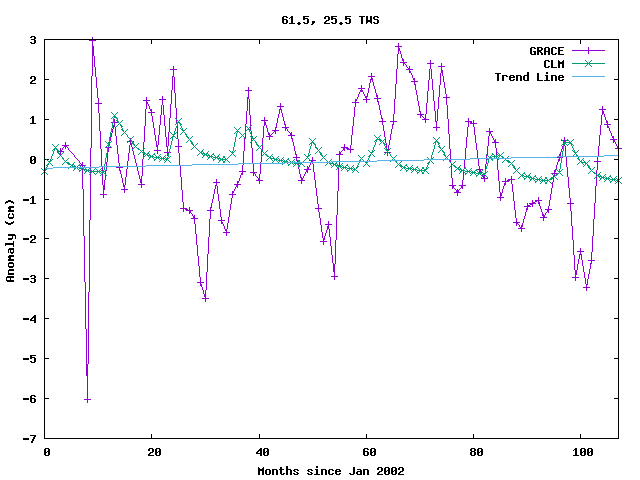 61.5, 25.5 TWS
GRACE
CLM
Trend Line
3
2
1
0
-1
-2
-3
-4
-5
-6
-7
Anomaly (cm)
0 20 40 60 80 100
Months since Jan 2002